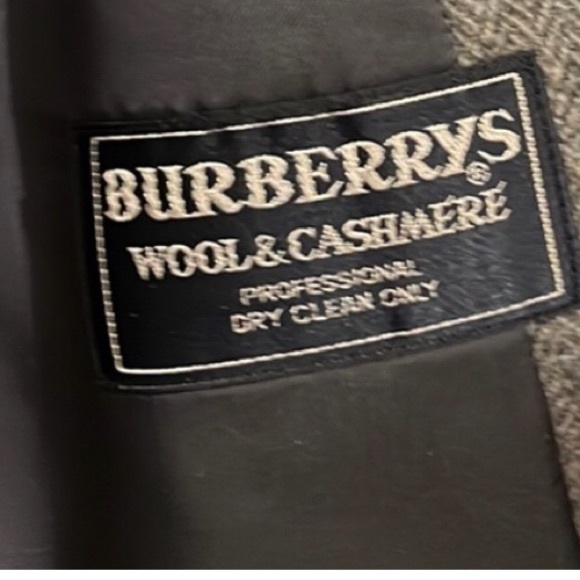 BURBERRYS®
WOOL & CASHMERE
PROFESSIONAL
DRY CLEAN ONLY